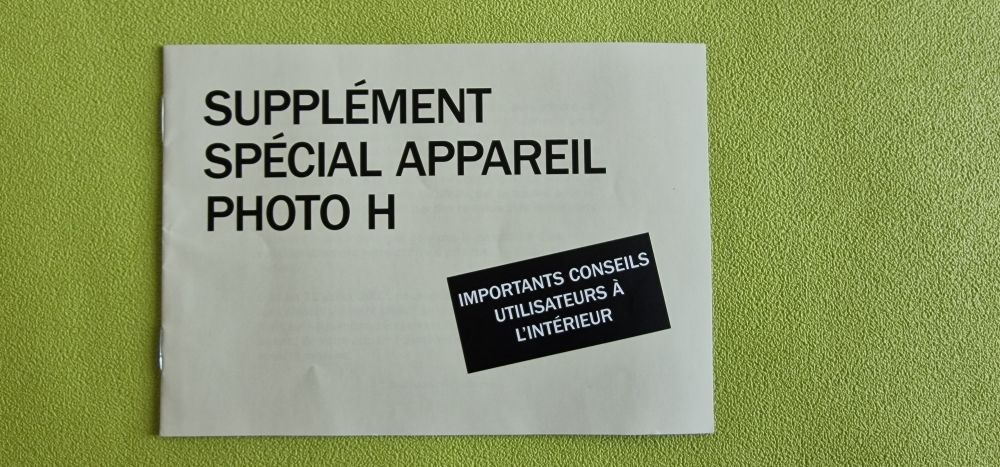 SUPPLÉMENT
SPÉCIAL APPAREIL
PHOTO H
IMPORTANTS CONSEILS
UTILISATEURS À
L'INTÉRIEUR